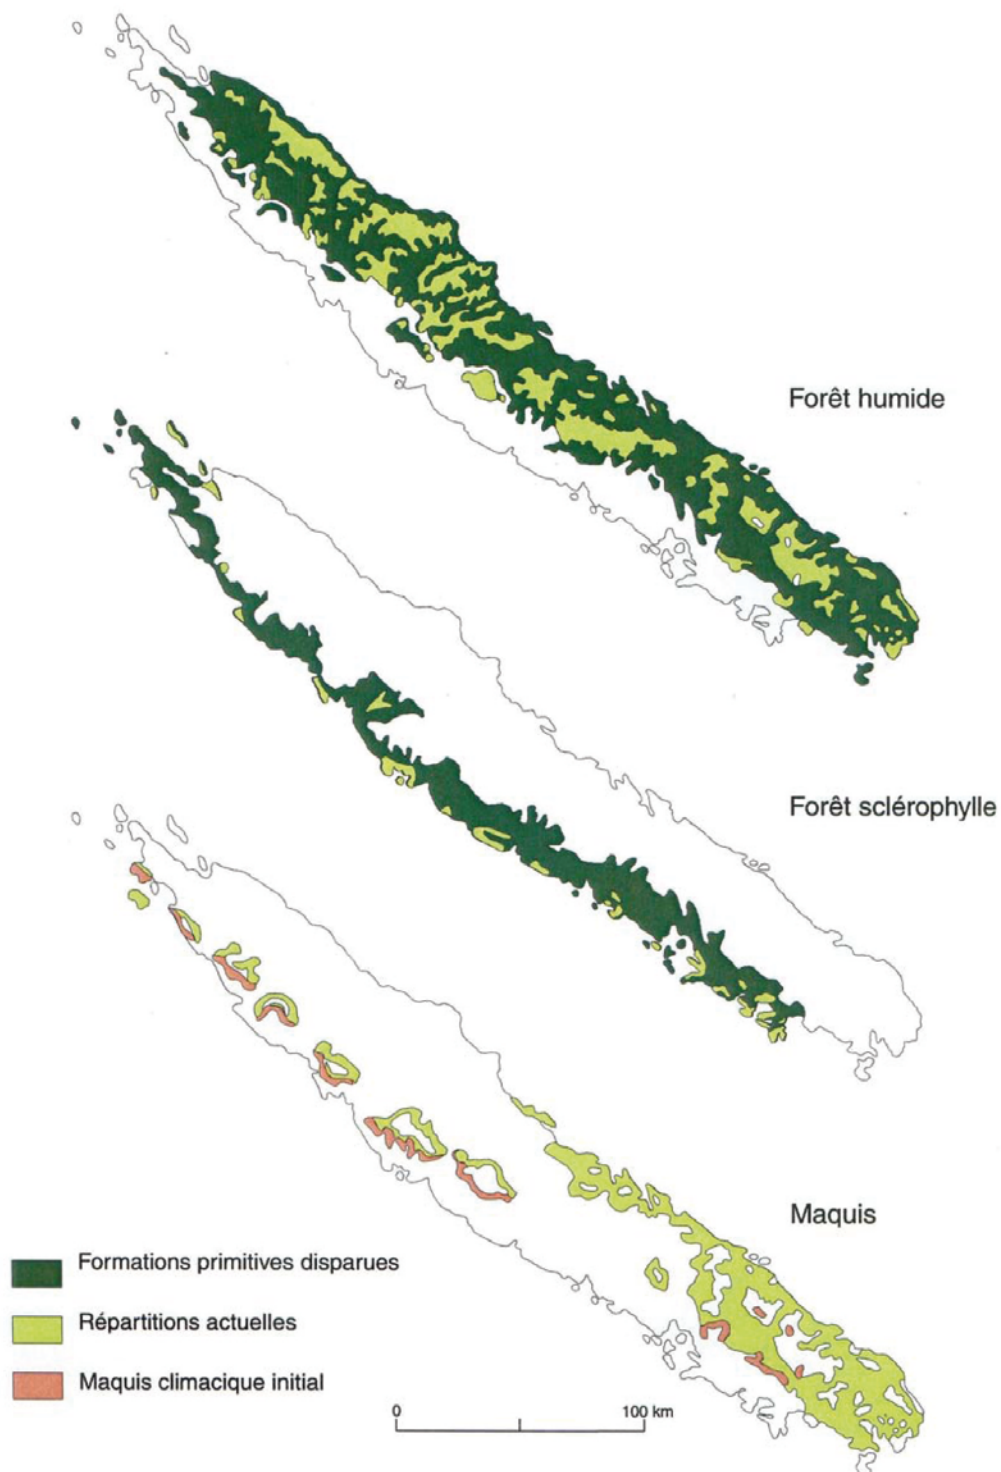 Forêt humide
Forêt sclérophylle
Maquis
Formations primitives disparues
Répartitions actuelles
Maquis climacique initial
0 100 km